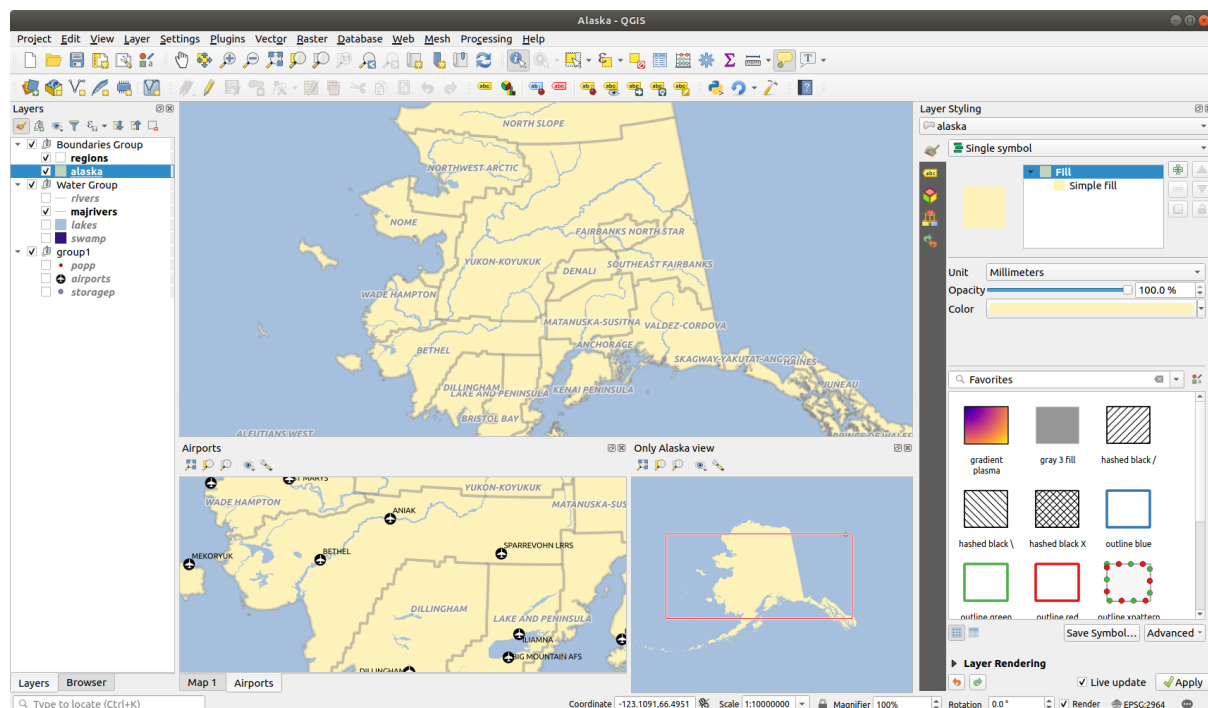 Alaska - QGIS
Project Edit View Layer Settings Plugins Vector Raster Database Web Mesh Processing Help
Layers
Boundaries Group
regions
alaska
Water Group
rivers
majrivers
lakes
swamp
group1
popp
airports
storagep
Layers Browser
NORTH SLOPE
NORTHWEST ARCTIC
NOME
FAIRBANKS NORTH STAR
YUKON-KOYUKUK
DENALI
SOUTHEAST FAIRBANKS
WADE HAMPTON
MATANUSKA-SUSITNA
VALDEZ-CORDOVA
BETHEL
ANCHORAGE
SKAGWAY-YAKUTAT-ANGOON
HAINES
DILLINGHAM
LAKE AND PENINSULA
KENAI PENINSULA
JUNEAU
BRISTOL BAY
ALEUTIANS WEST
PRINCE OF WALES
Airports
ST MARYS
YUKON-KOYUKUK
WADE HAMPTON
MATANUSKA-SUS
ANIAK
BETHEL
SPARREVOHN LRRS
MEKORYUK
DILLINGHAM
LAKE AND PENINSULA
ILIAMNA
BIG MOUNTAIN AFS
DILLINGHAM
Map 1 Airports
Only Alaska view
Layer Styling
alaska
Single symbol
Fill
Simple fill
Unit Millimeters
Opacity 100.0 %
Color
Favorites
gradient plasma
gray 3 fill
hashed black /
hashed black \
hashed black X
outline blue
outline green
outline red
outline xpattern
Save Symbol... Advanced
Layer Rendering
Live update Apply
Type to locate (Ctrl+K)
Coordinate -123.1091,66.4951 Scale 1:10000000 Magnifier 100% Rotation 0.0° Render EPSG:2964